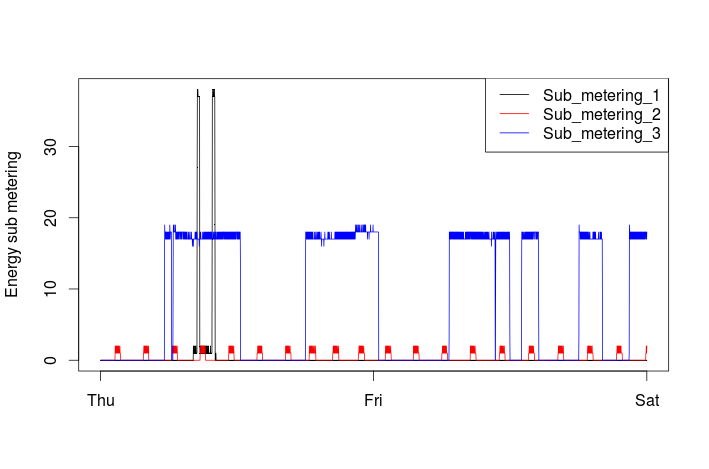 Sub_metering_1
Sub_metering_2
Sub_metering_3
Energy sub metering
30
20
10
0
Thu
Fri
Sat